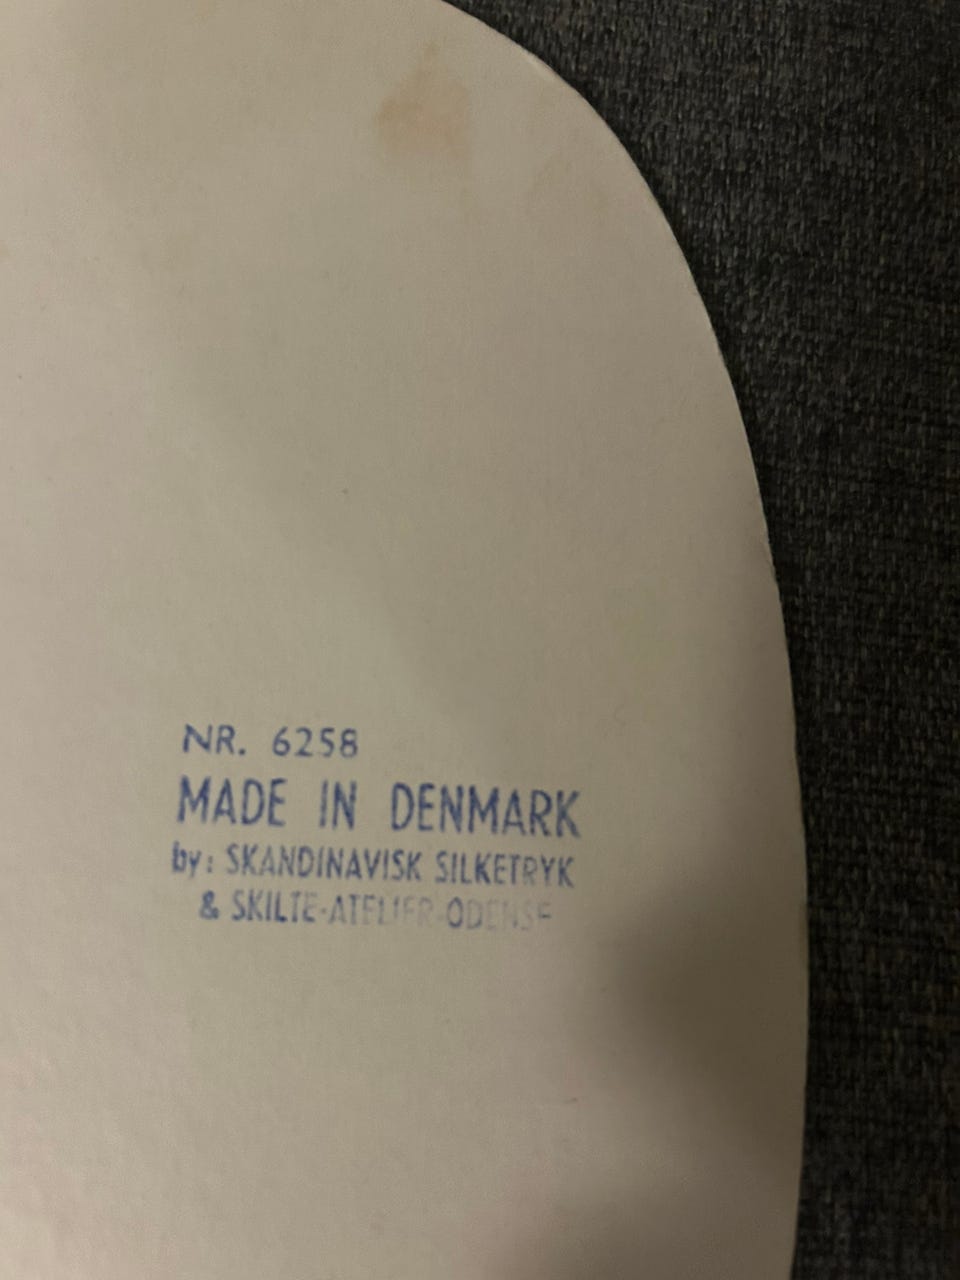 NR. 6258
MADE IN DENMARK
by: SKANDINAVISK SILKETRYK
& SKILTE-ATELIER-ODENSE